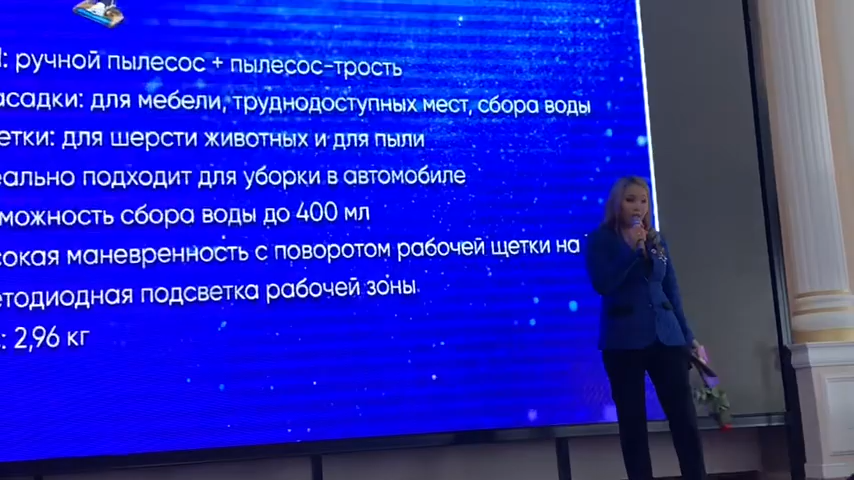 : ручной пылесос + пылесос-трость
асадки: для мебели, труднодоступных мест, сбора воды
етки: для шерсти животных и для пыли
еально подходит для уборки в автомобиле
зможность сбора воды до 400 мл
сокая маневренность с поворотом рабочей щетки на
етодиодная подсветка рабочей зоны
: 2,96 кг